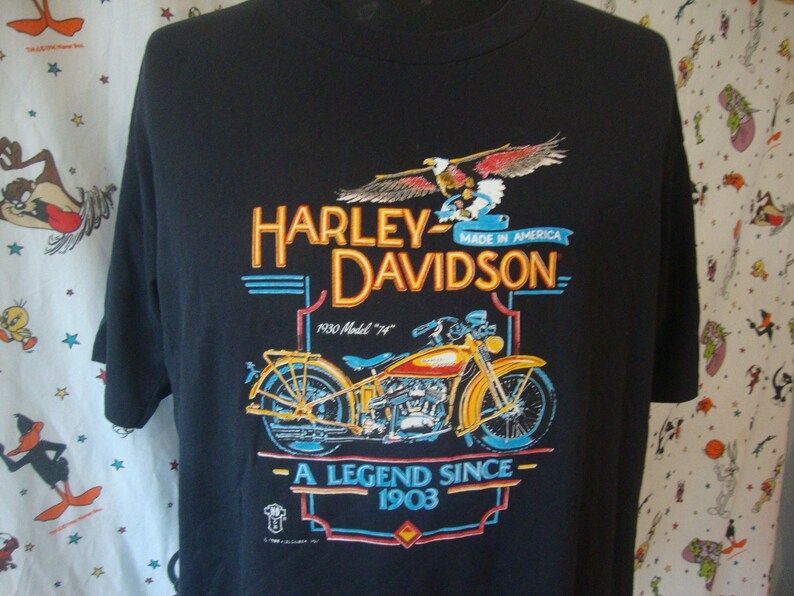 HARLEY-
MADE IN AMERICA
DAVIDSON
1930 Model "74"
A LEGEND SINCE
1903